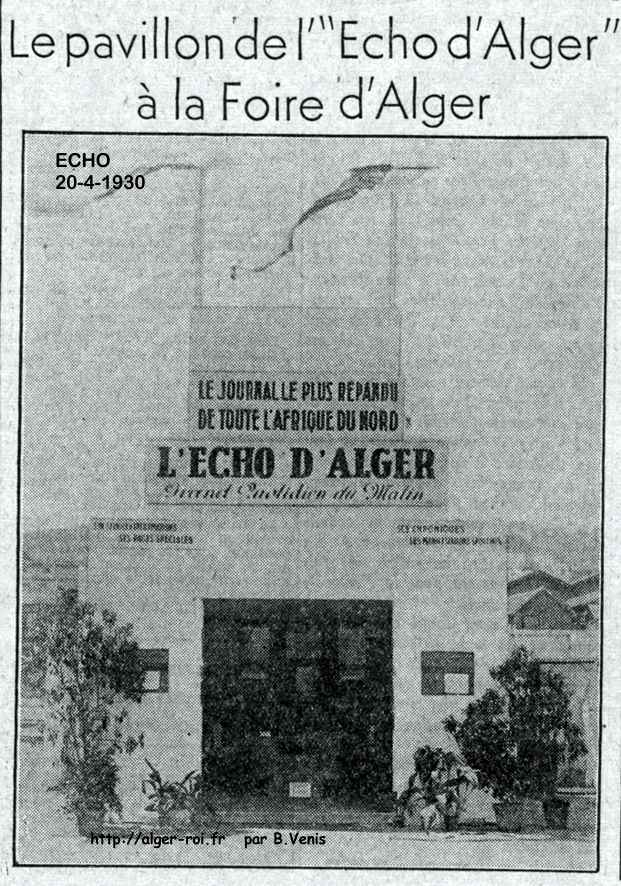 Le pavillon de l'"Echo d'Alger"
à la Foire d'Alger
ECHO
20-4-1930
LE JOURNAL LE PLUS RÉPANDU
DE TOUTE L'AFRIQUE DU NORD
L'ECHO D'ALGER
Grand Quotidien du Matin
SES PAGES SPÉCIALES
SES CHRONIQUES
http://alger-roi.fr par B.Venis